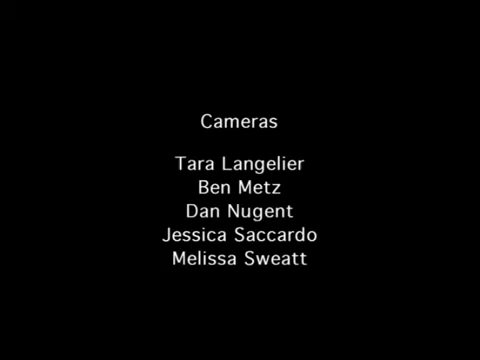 Cameras
Tara Langelier
Ben Metz
Dan Nugent
Jessica Saccardo
Melissa Sweatt